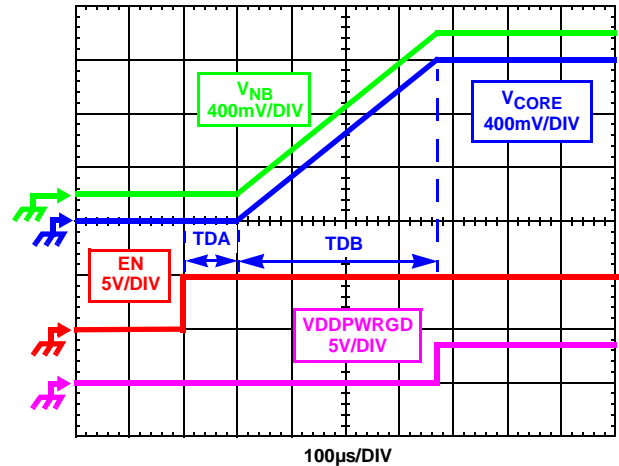 VNB
400mV/DIV
VCORE
400mV/DIV
TDA
TDB
EN
5V/DIV
VDDPWRGD
5V/DIV
100µs/DIV